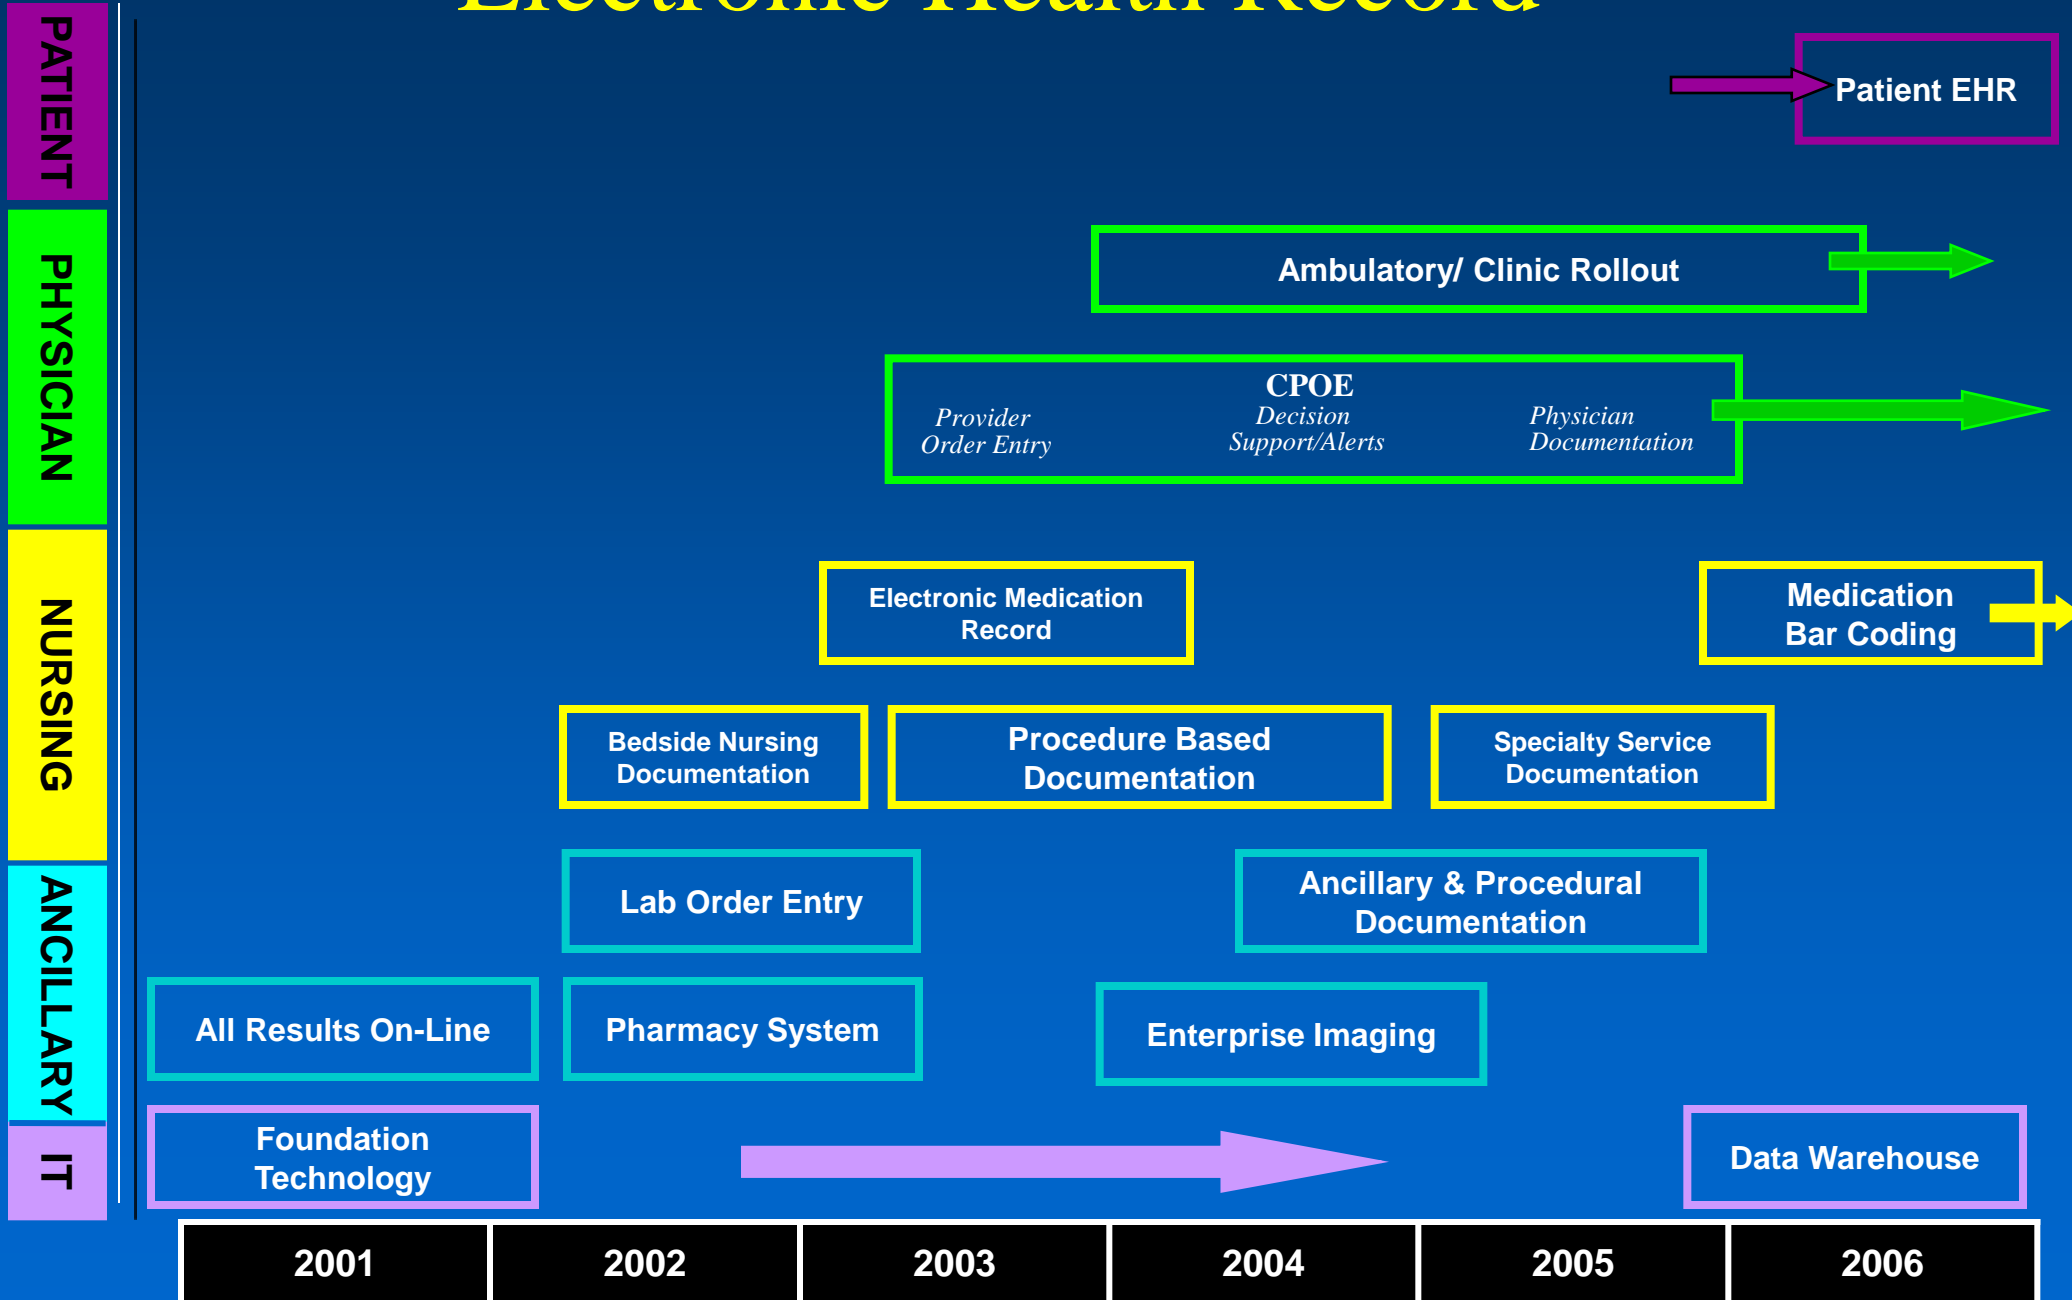 Electronic Health Record
PATIENT
Patient EHR
PHYSICIAN
Ambulatory/ Clinic Rollout
CPOE
Provider
Order Entry
Decision
Support/Alerts
Physician
Documentation
NURSING
Electronic Medication
Record
Medication
Bar Coding
Bedside Nursing
Documentation
Procedure Based
Documentation
Specialty Service
Documentation
ANCILLARY
Lab Order Entry
Ancillary & Procedural
Documentation
All Results On-Line
Pharmacy System
Enterprise Imaging
IT
Foundation
Technology
Data Warehouse
2001 2002 2003 2004 2005 2006